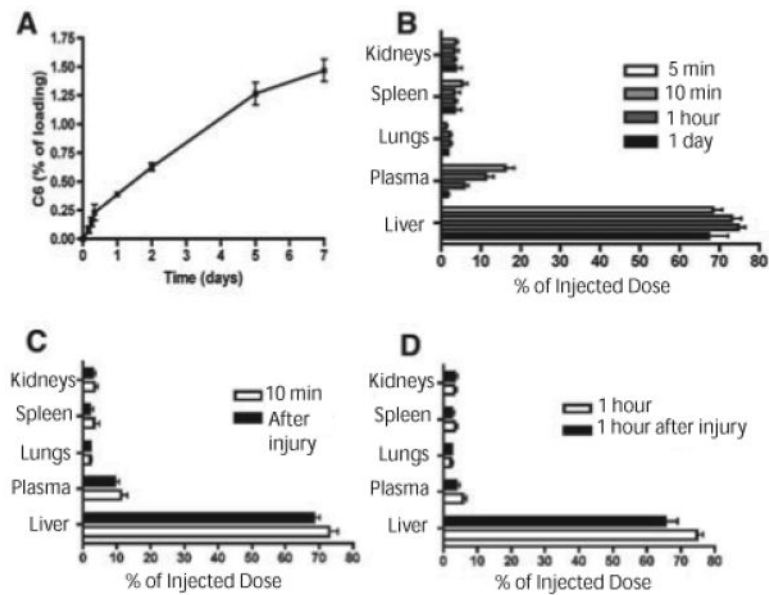 A
C6 (% of loading)
1.75
1.50
1.25
1.00
0.75
0.50
0.25
0.00
0 1 2 3 4 5 6 7
Time (days)
B
Kidneys
Spleen
Lungs
Plasma
Liver
5 min
10 min
1 hour
1 day
0 10 20 30 40 50 60 70 80
% of Injected Dose
C
Kidneys
Spleen
Lungs
Plasma
Liver
10 min
After
injury
0 10 20 30 40 50 60 70 80
% of Injected Dose
D
Kidneys
Spleen
Lungs
Plasma
Liver
1 hour
1 hour after injury
0 10 20 30 40 50 60 70 80
% of Injected Dose